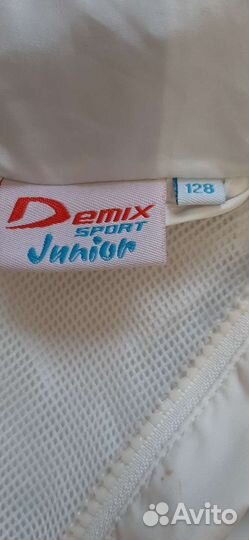 Demix
SPORT
Junior
128
Avito